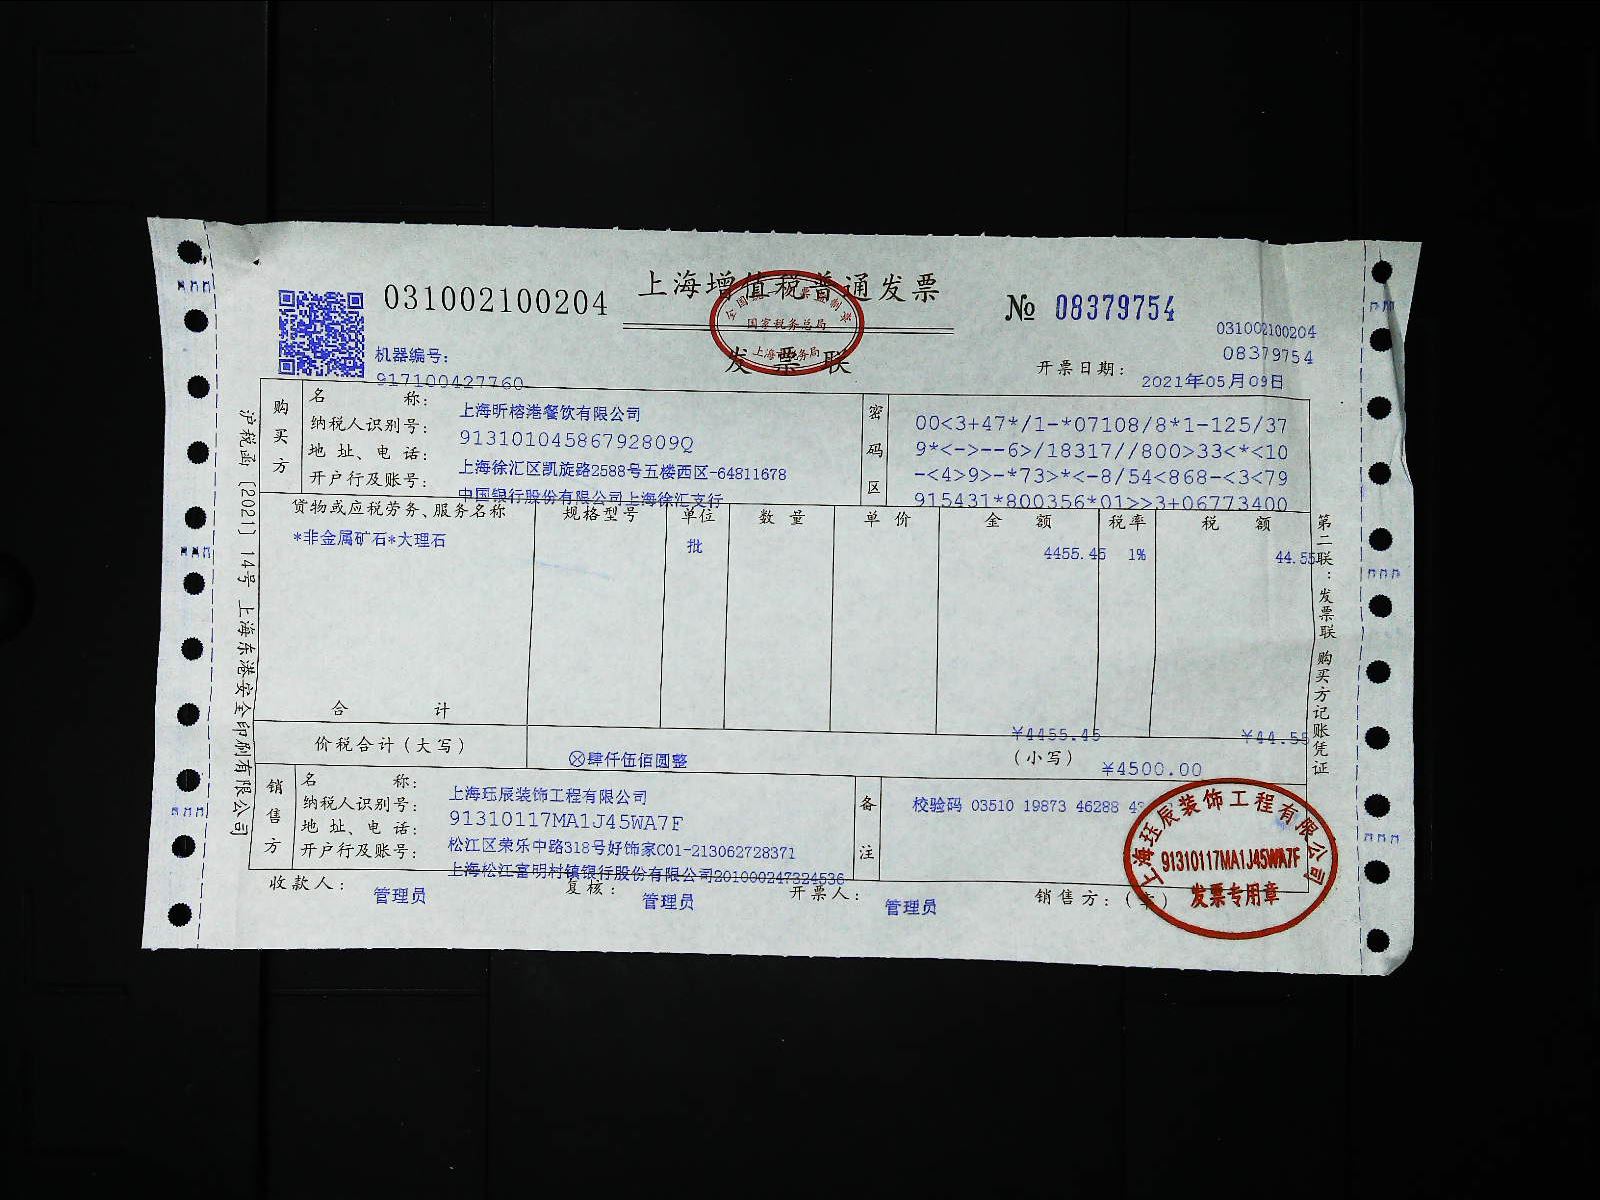 上海增值税普通发票
发票联
031002100204
№ 08379754
031002100204
08379754
机器编号:
917100427760
开票日期:
2021年05月09日
国家税务总局
购买方
名 称:
上海昕榕港餐饮有限公司
纳税人识别号:
91310104586792809Q
地 址、电 话:
上海徐汇区凯旋路2588号五楼西区-64811678
开户行及账号:
中国银行股份有限公司上海徐汇支行
密码区
00<3+47*/1-*07108/8*1-125/37
9*<->--6>/18317//800>33<*<10
-<4>9>-*73>*<-8/54<868-<3<79
915431*800356*01>>3+06773400
货物或应税劳务、服务名称 规格型号 单位 数 量 单 价 金 额 税率 税 额
*非金属矿石*大理石 批 4455.45 1% 44.55
合 计
¥4455.45 ¥44.55
价税合计(大写)
ⓧ肆仟伍佰圆整
(小写)
¥4500.00
销售方
名 称:
上海珏辰装饰工程有限公司
纳税人识别号:
91310117MA1J45WA7F
地 址、电 话:
松江区荣乐中路318号好饰家C01-213062728371
开户行及账号:
上海松江富明村镇银行股份有限公司201000247324536
备注
校验码 03510 19873 46288
收款人:
管理员
复核:
管理员
开票人:
管理员
销售方:(章)
上海珏辰装饰工程有限公司
91310117MA1J45WA7F
发票专用章
沪税函〔2021〕14号 上海东港安全印刷有限公司
第二联:发票联 购买方记账凭证